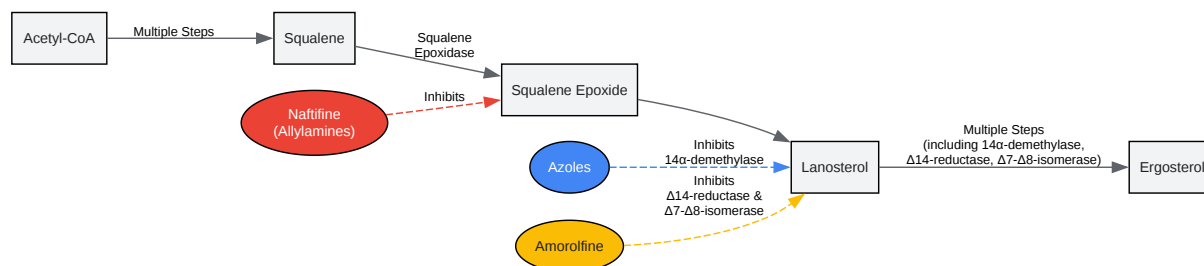 Acetyl-CoA
Multiple Steps
Squalene
Squalene
Epoxidase
Squalene Epoxide
Naftifine
(Allylamines)
Inhibits
Azoles
Inhibits
14α-demethylase
Inhibits
Δ14-reductase &
Δ7-Δ8-isomerase
Amorolfine
Lanosterol
Multiple Steps
(including 14α-demethylase,
Δ14-reductase, Δ7-Δ8-isomerase)
Ergosterol